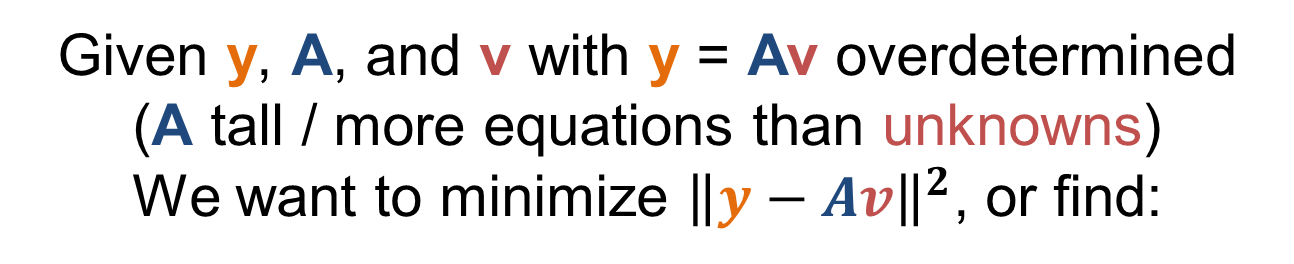 Given y, A, and v with y = Av overdetermined
(A tall / more equations than unknowns)
We want to minimize ‖y − Av‖², or find: